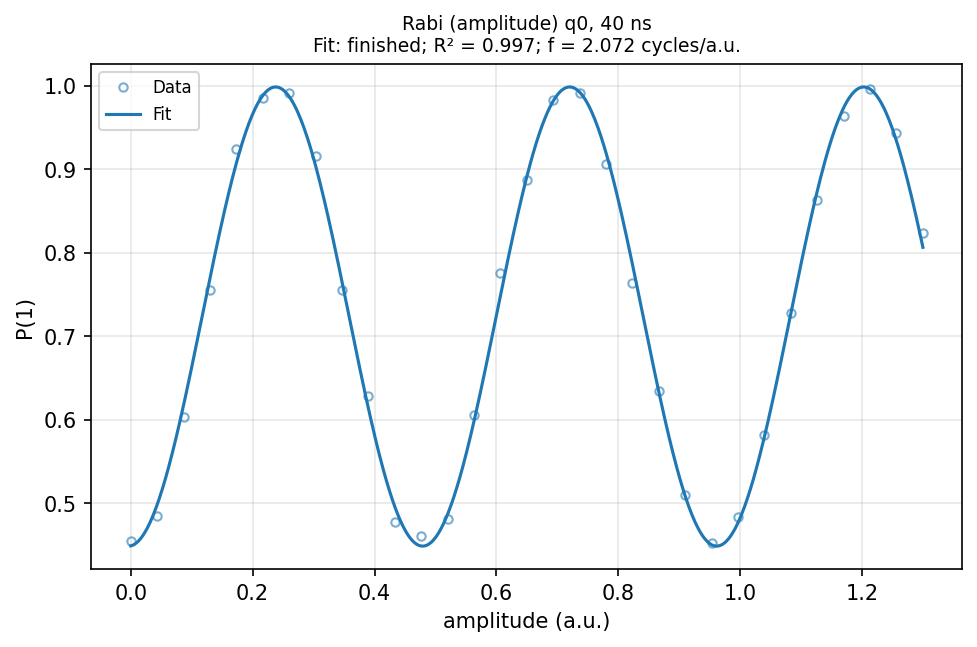 Rabi (amplitude) q0, 40 ns
Fit: finished; R² = 0.997; f = 2.072 cycles/a.u.
Data
Fit
1.0
0.9
0.8
0.7
0.6
0.5
P(1)
0.0 0.2 0.4 0.6 0.8 1.0 1.2
amplitude (a.u.)